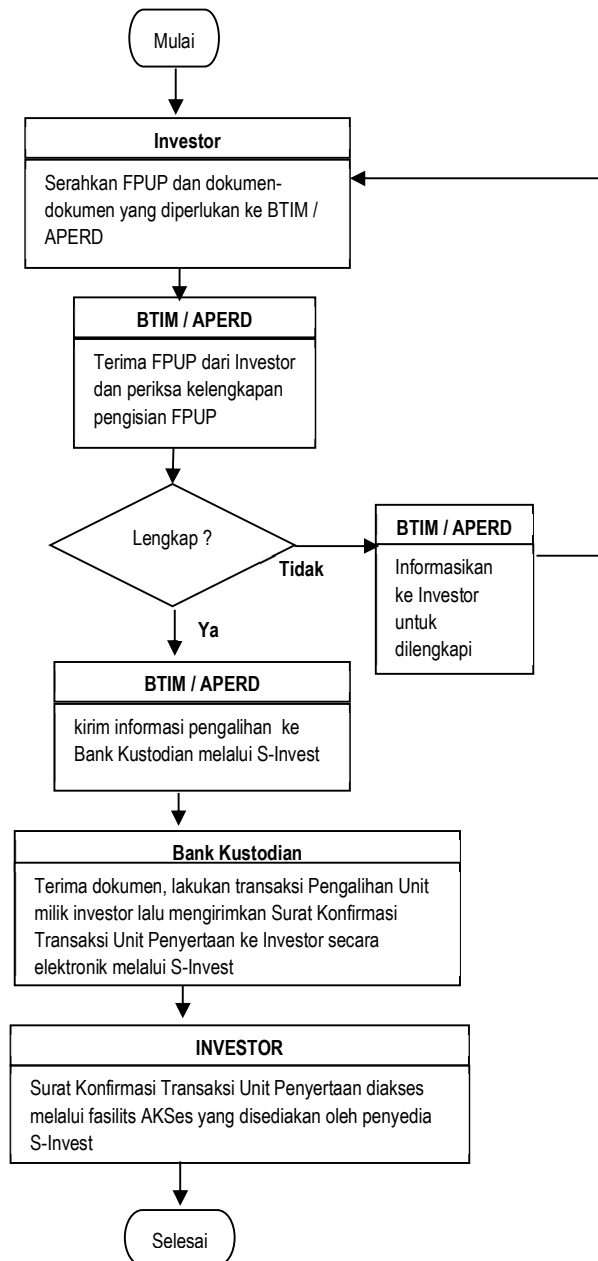 Mulai
Investor
Serahkan FPUP dan dokumen-
dokumen yang diperlukan ke BTIM /
APERD
BTIM / APERD
Terima FPUP dari Investor
dan periksa kelengkapan
pengisian FPUP
Lengkap ?
Tidak
BTIM / APERD
Informasikan
ke Investor
untuk
dilengkapi
Ya
BTIM / APERD
kirim informasi pengalihan ke
Bank Kustodian melalui S-Invest
Bank Kustodian
Terima dokumen, lakukan transaksi Pengalihan Unit
milik investor lalu mengirimkan Surat Konfirmasi
Transaksi Unit Penyertaan ke Investor secara
elektronik melalui S-Invest
INVESTOR
Surat Konfirmasi Transaksi Unit Penyertaan diakses
melalui fasilits AKSes yang disediakan oleh penyedia
S-Invest
Selesai